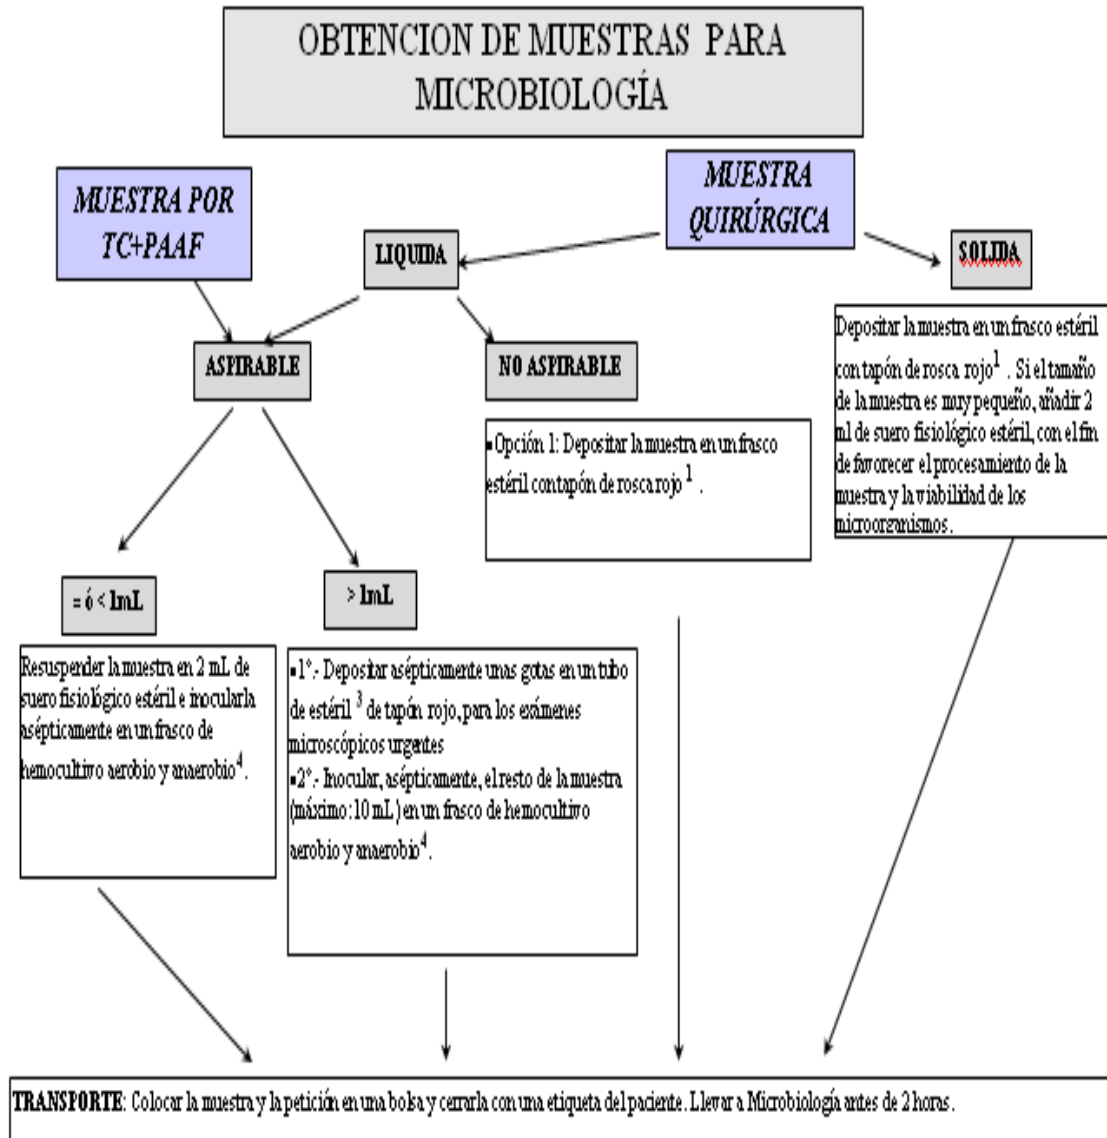 OBTENCION DE MUESTRAS PARA
MICROBIOLOGÍA
MUESTRA POR
TC+PAAF
MUESTRA
QUIRÚRGICA
LIQUIDA
SOLIDA
ASPIRABLE
NO ASPIRABLE
Depositar la muestra en un frasco estéril
con tapón de rosca rojo1 . Si el tamaño
de la muestra es muy pequeño, añadir 2
ml de suero fisiológico estéril, con el fin
de favorecer el procesamiento de la
muestra y la viabilidad de los
microorganismos.
▪Opción 1: Depositar la muestra en un frasco
estéril con tapón de rosca rojo 1 .
= ó < 1mL
> 1mL
Resuspender la muestra en 2 mL de
suero fisiológico estéril e inocularla
asépticamente en un frasco de
hemocultivo aerobio y anaerobio4.
▪1º.- Depositar asépticamente unas gotas en un tubo
de estéril 3 de tapón rojo, para los exámenes
microscópicos urgentes
▪2º.- Inocular, asépticamente, el resto de la muestra
(máximo:10 mL) en un frasco de hemocultivo
aerobio y anaerobio4.
TRANSPORTE: Colocar la muestra y la petición en una bolsa y cerrarla con una etiqueta del paciente. Llevar a Microbiología antes de 2 horas.